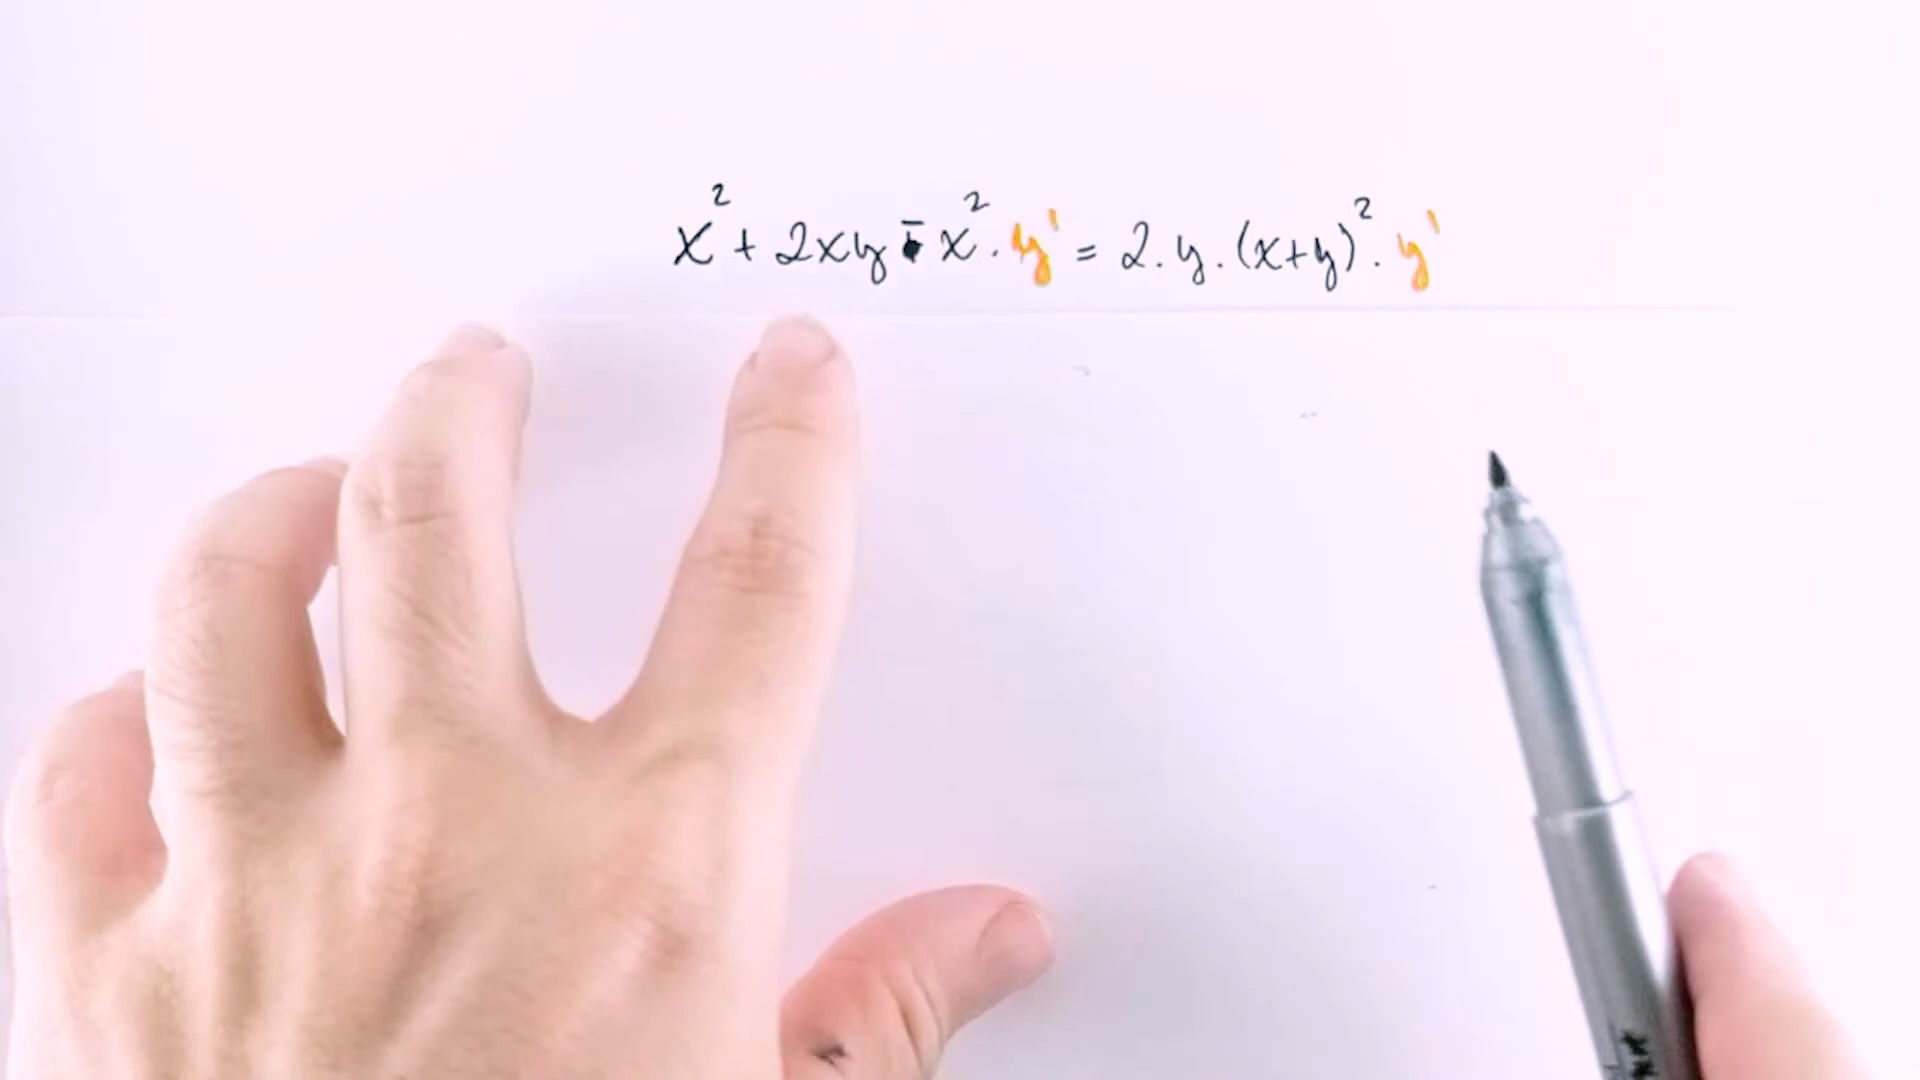 x² + 2xy - x² . y' = 2 . y . (x+y)² . y'